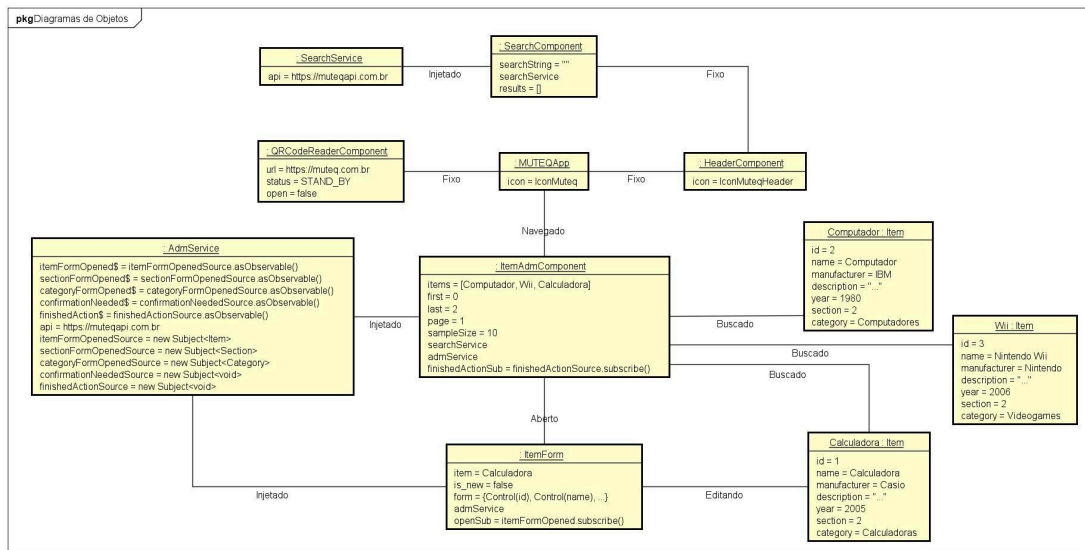 pkg Diagramas de Objetos
: SearchService
api = https://muteqapi.com.br
Injetado
: SearchComponent
searchString = ""
searchService
results = []
Fixo
: QRCodeReaderComponent
url = https://muteq.com.br
status = STAND_BY
open = false
Fixo
: MUTEQApp
icon = IconMuteq
Fixo
: HeaderComponent
icon = IconMuteqHeader
Navegado
: AdmService
itemFormOpened$ = itemFormOpenedSource.asObservable()
sectionFormOpened$ = sectionFormOpenedSource.asObservable()
categoryFormOpened$ = categoryFormOpenedSource.asObservable()
confirmationNeeded$ = confirmationNeededSource.asObservable()
finishedAction$ = finishedActionSource.asObservable()
api = https://muteqapi.com.br
itemFormOpenedSource = new Subject<Item>
sectionFormOpenedSource = new Subject<Section>
categoryFormOpenedSource = new Subject<Category>
confirmationNeededSource = new Subject<void>
finishedActionSource = new Subject<void>
Injetado
: ItemAdmComponent
items = [Computador, Wii, Calculadora]
first = 0
last = 2
page = 1
sampleSize = 10
searchService
admService
finishedActionSub = finishedActionSource.subscribe()
Buscado
Computador : Item
id = 2
name = Computador
manufacturer = IBM
description = "..."
year = 1980
section = 2
category = Computadores
Buscado
Wii : Item
id = 3
name = Nintendo Wii
manufacturer = Nintendo
description = "..."
year = 2006
section = 2
category = Videogames
Buscado
Aberto
Injetado
: ItemForm
item = Calculadora
is_new = false
form = {Control(id), Control(name), ...}
admService
openSub = itemFormOpened.subscribe()
Editando
Calculadora : Item
id = 1
name = Calculadora
manufacturer = Casio
description = "..."
year = 2005
section = 2
category = Calculadoras